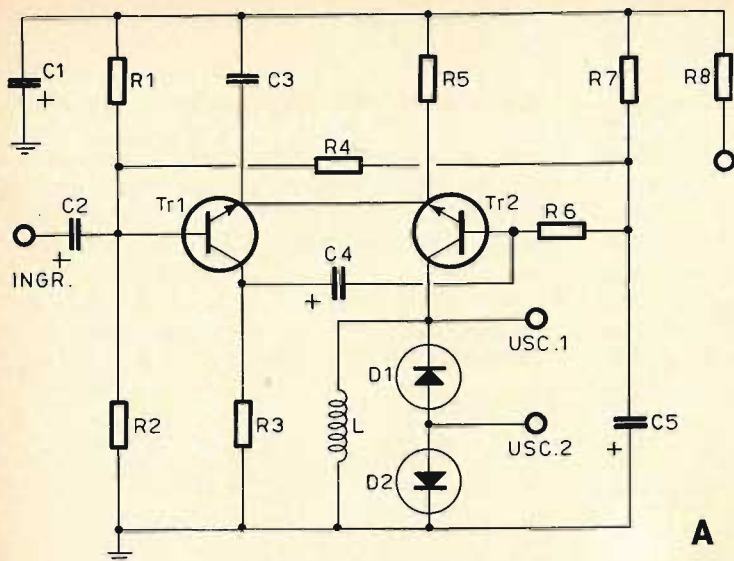 C1
+
R1
C3
R5
R7
R8
R4
Tr1
Tr2
C2
+
INGR.
R6
C4
+
USC.1
D1
R2
R3
L
USC.2
C5
+
D2
A